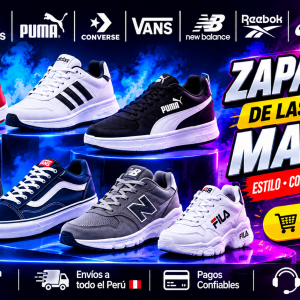 PUMA
CONVERSE
VANS
new balance
Reebok
ZAPA
DE LAS
MA
ESTILO • CO
PUMA
N
FILA
Envíos a
todo el Perú
Pagos
Confiables